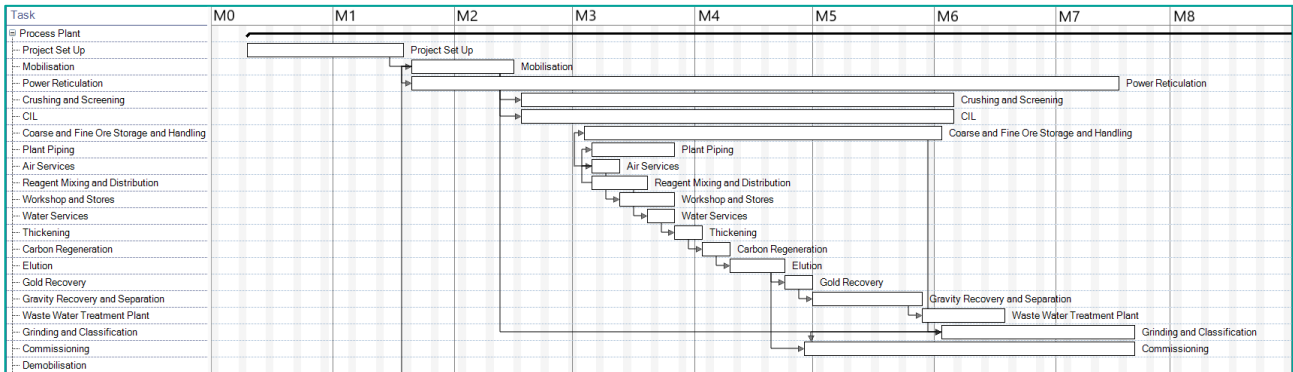 Task M0 M1 M2 M3 M4 M5 M6 M7 M8
Process Plant
Project Set Up Project Set Up
Mobilisation Mobilisation
Power Reticulation Power Reticulation
Crushing and Screening Crushing and Screening
CIL CIL
Coarse and Fine Ore Storage and Handling Coarse and Fine Ore Storage and Handling
Plant Piping Plant Piping
Air Services Air Services
Reagent Mixing and Distribution Reagent Mixing and Distribution
Workshop and Stores Workshop and Stores
Water Services Water Services
Thickening Thickening
Carbon Regeneration Carbon Regeneration
Elution Elution
Gold Recovery Gold Recovery
Gravity Recovery and Separation Gravity Recovery and Separation
Waste Water Treatment Plant Waste Water Treatment Plant
Grinding and Classification Grinding and Classification
Commissioning Commissioning
Demobilisation